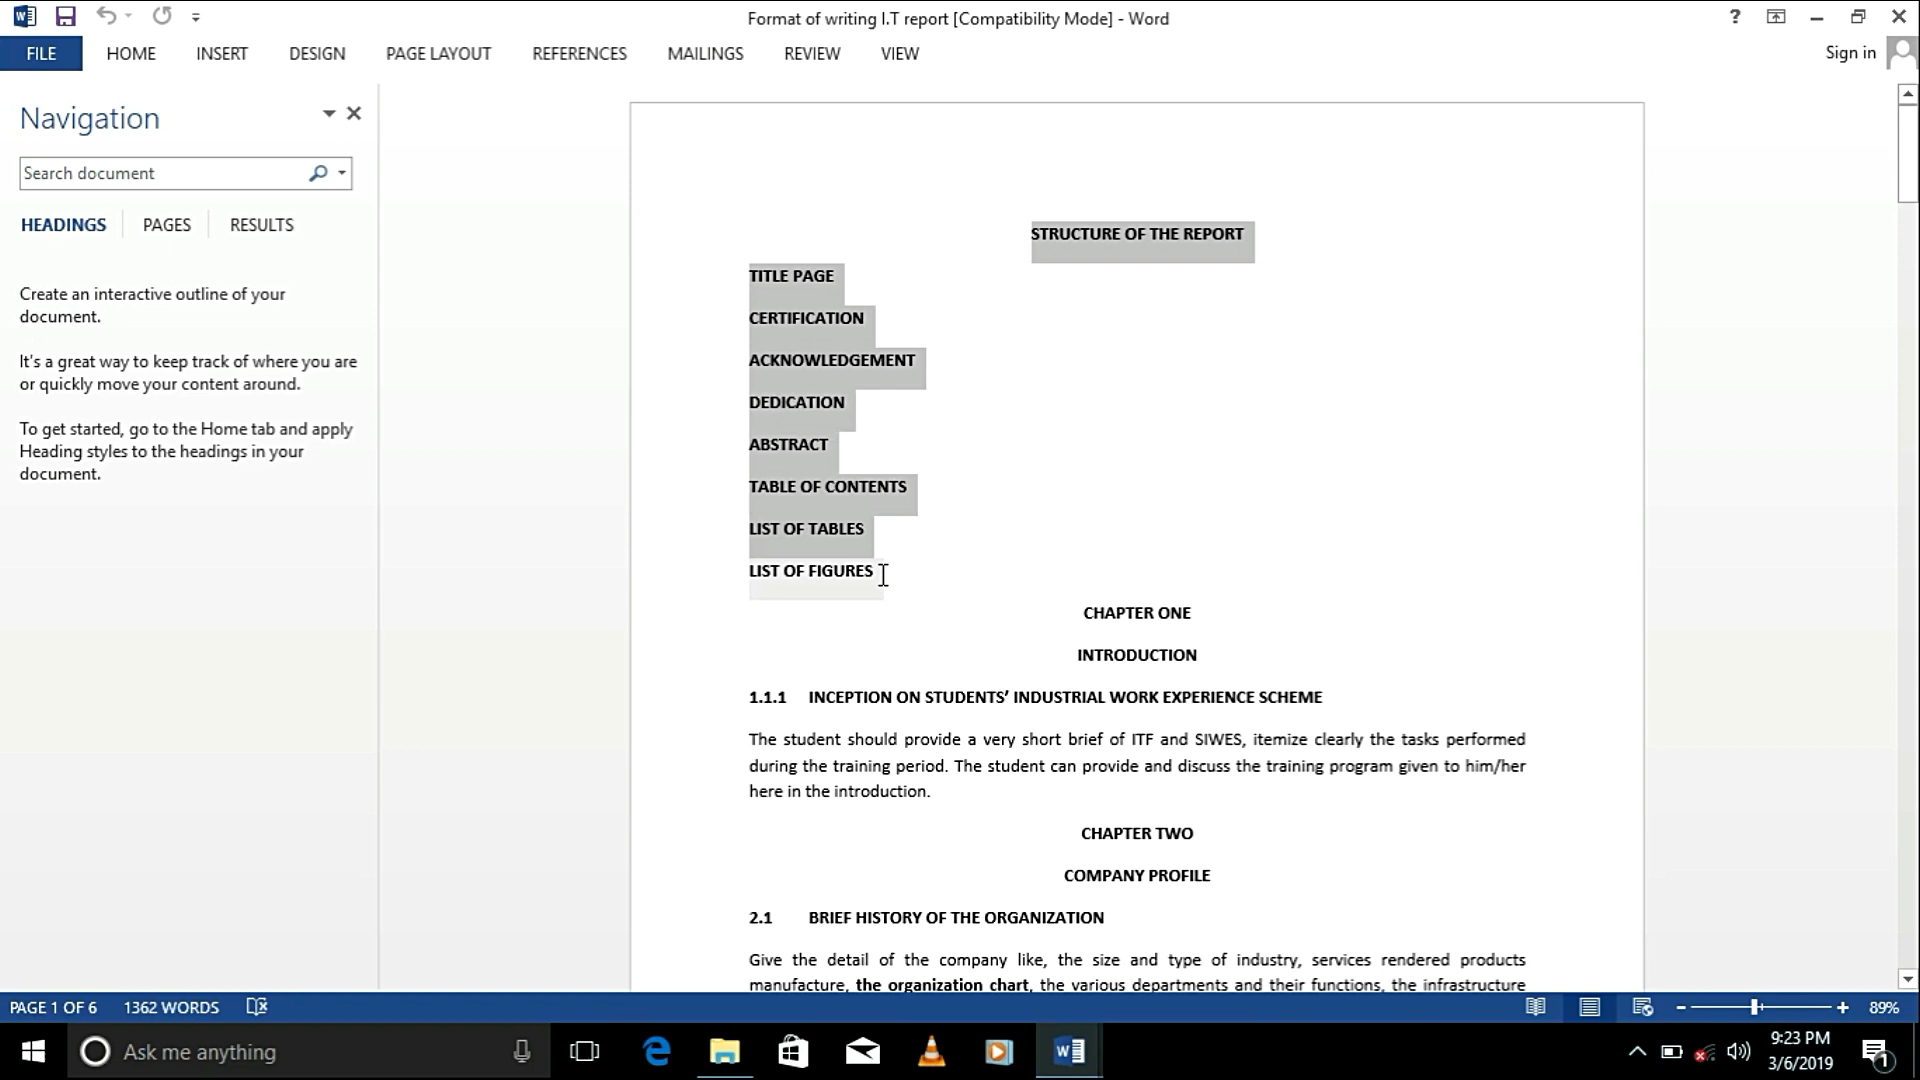 Format of writing I.T report [Compatibility Mode] - Word
?
FILE HOME INSERT DESIGN PAGE LAYOUT REFERENCES MAILINGS REVIEW VIEW
Sign in
Navigation
Search document
HEADINGS PAGES RESULTS
Create an interactive outline of your
document.
It's a great way to keep track of where you are
or quickly move your content around.
To get started, go to the Home tab and apply
Heading styles to the headings in your
document.
STRUCTURE OF THE REPORT
TITLE PAGE
CERTIFICATION
ACKNOWLEDGEMENT
DEDICATION
ABSTRACT
TABLE OF CONTENTS
LIST OF TABLES
LIST OF FIGURES
CHAPTER ONE
INTRODUCTION
1.1.1 INCEPTION ON STUDENTS' INDUSTRIAL WORK EXPERIENCE SCHEME
The student should provide a very short brief of ITF and SIWES, itemize clearly the tasks performed
during the training period. The student can provide and discuss the training program given to him/her
here in the introduction.
CHAPTER TWO
COMPANY PROFILE
2.1 BRIEF HISTORY OF THE ORGANIZATION
Give the detail of the company like, the size and type of industry, services rendered products
manufacture, the organization chart, the various departments and their functions, the infrastructure
PAGE 1 OF 6 1362 WORDS
89%
Ask me anything
9:23 PM
3/6/2019
1